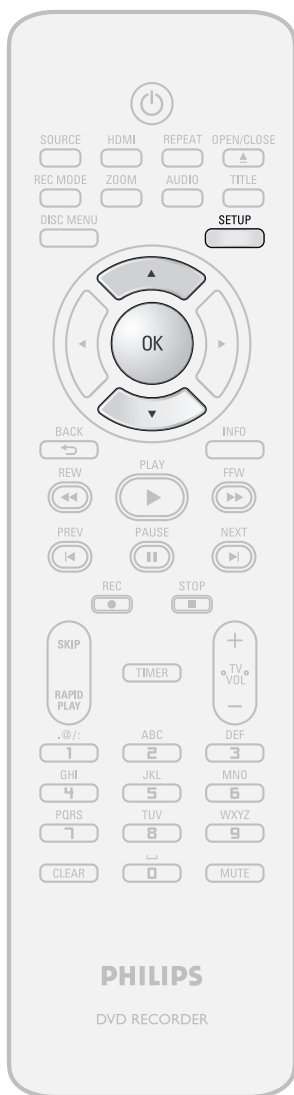 SOURCE HDMI REPEAT OPEN/CLOSE
REC MODE ZOOM AUDIO TITLE
DISC MENU SETUP
OK
BACK INFO
REW PLAY FFW
PREV PAUSE NEXT
REC STOP
SKIP
RAPID
PLAY
TIMER
+
TV
VOL
−
.@/: ABC DEF
1 2 3
GHI JKL MNO
4 5 6
PQRS TUV WXYZ
7 8 9
CLEAR 0 MUTE
PHILIPS
DVD RECORDER